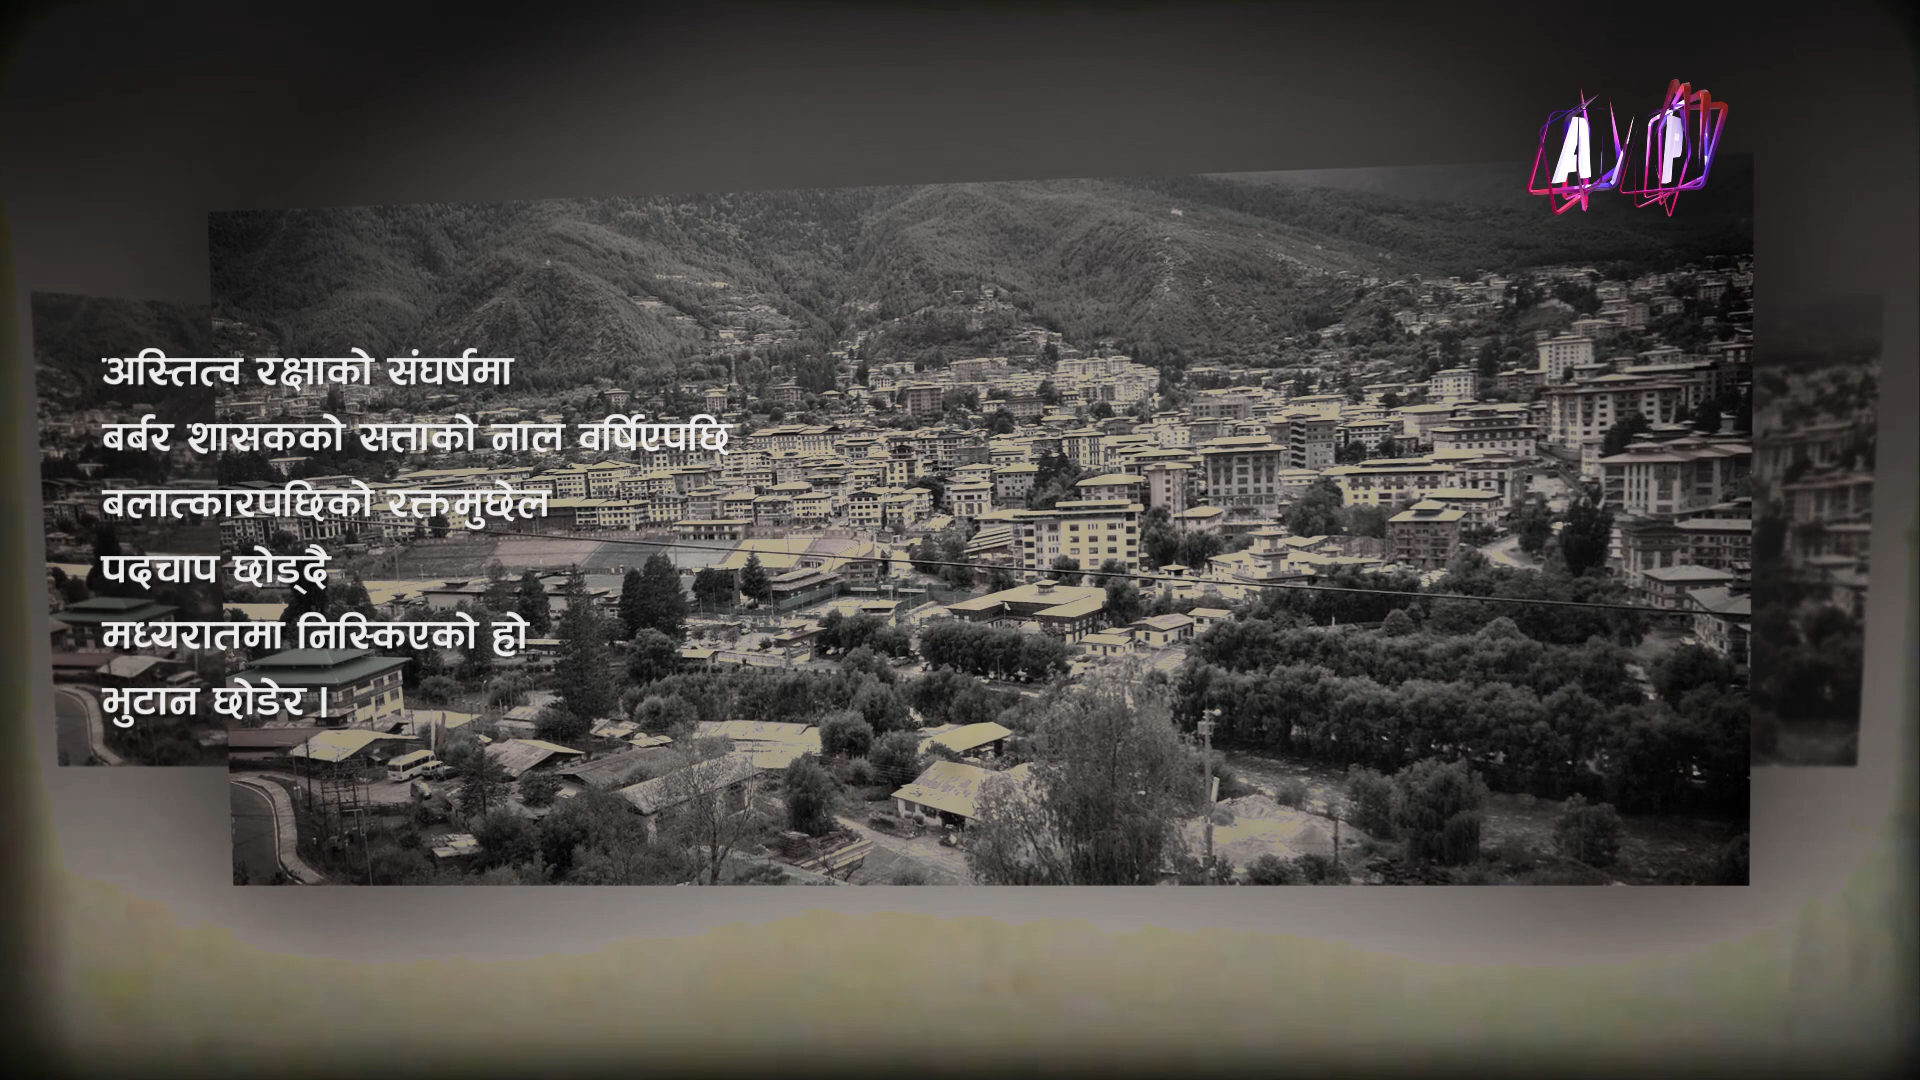 अस्तित्व रक्षाको संघर्षमा
बर्बर शासकको सत्ताको नाल वर्षिएपछि
बलात्कारपछिको रक्तमुछेल
पदचाप छोड्दै
मध्यरातमा निस्किएको हो
भुटान छोडेर ।
A P